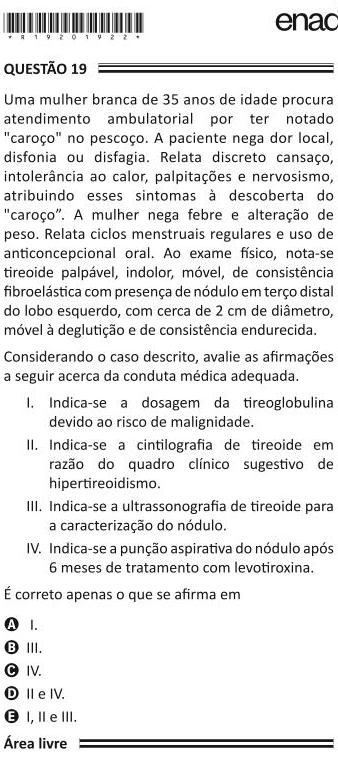 * R 1 9 2 0 1 9 2 2 *
enad
QUESTÃO 19
Uma mulher branca de 35 anos de idade procura
atendimento ambulatorial por ter notado
"caroço" no pescoço. A paciente nega dor local,
disfonia ou disfagia. Relata discreto cansaço,
intolerância ao calor, palpitações e nervosismo,
atribuindo esses sintomas à descoberta do
"caroço”. A mulher nega febre e alteração de
peso. Relata ciclos menstruais regulares e uso de
anticoncepcional oral. Ao exame físico, nota-se
tireoide palpável, indolor, móvel, de consistência
fibroelástica com presença de nódulo em terço distal
do lobo esquerdo, com cerca de 2 cm de diâmetro,
móvel à deglutição e de consistência endurecida.
Considerando o caso descrito, avalie as afirmações
a seguir acerca da conduta médica adequada.
I. Indica-se a dosagem da tireoglobulina
devido ao risco de malignidade.
II. Indica-se a cintilografia de tireoide em
razão do quadro clínico sugestivo de
hipertireoidismo.
III. Indica-se a ultrassonografia de tireoide para
a caracterização do nódulo.
IV. Indica-se a punção aspirativa do nódulo após
6 meses de tratamento com levotiroxina.
É correto apenas o que se afirma em
A I.
B III.
C IV.
D II e IV.
E I, II e III.
Área livre